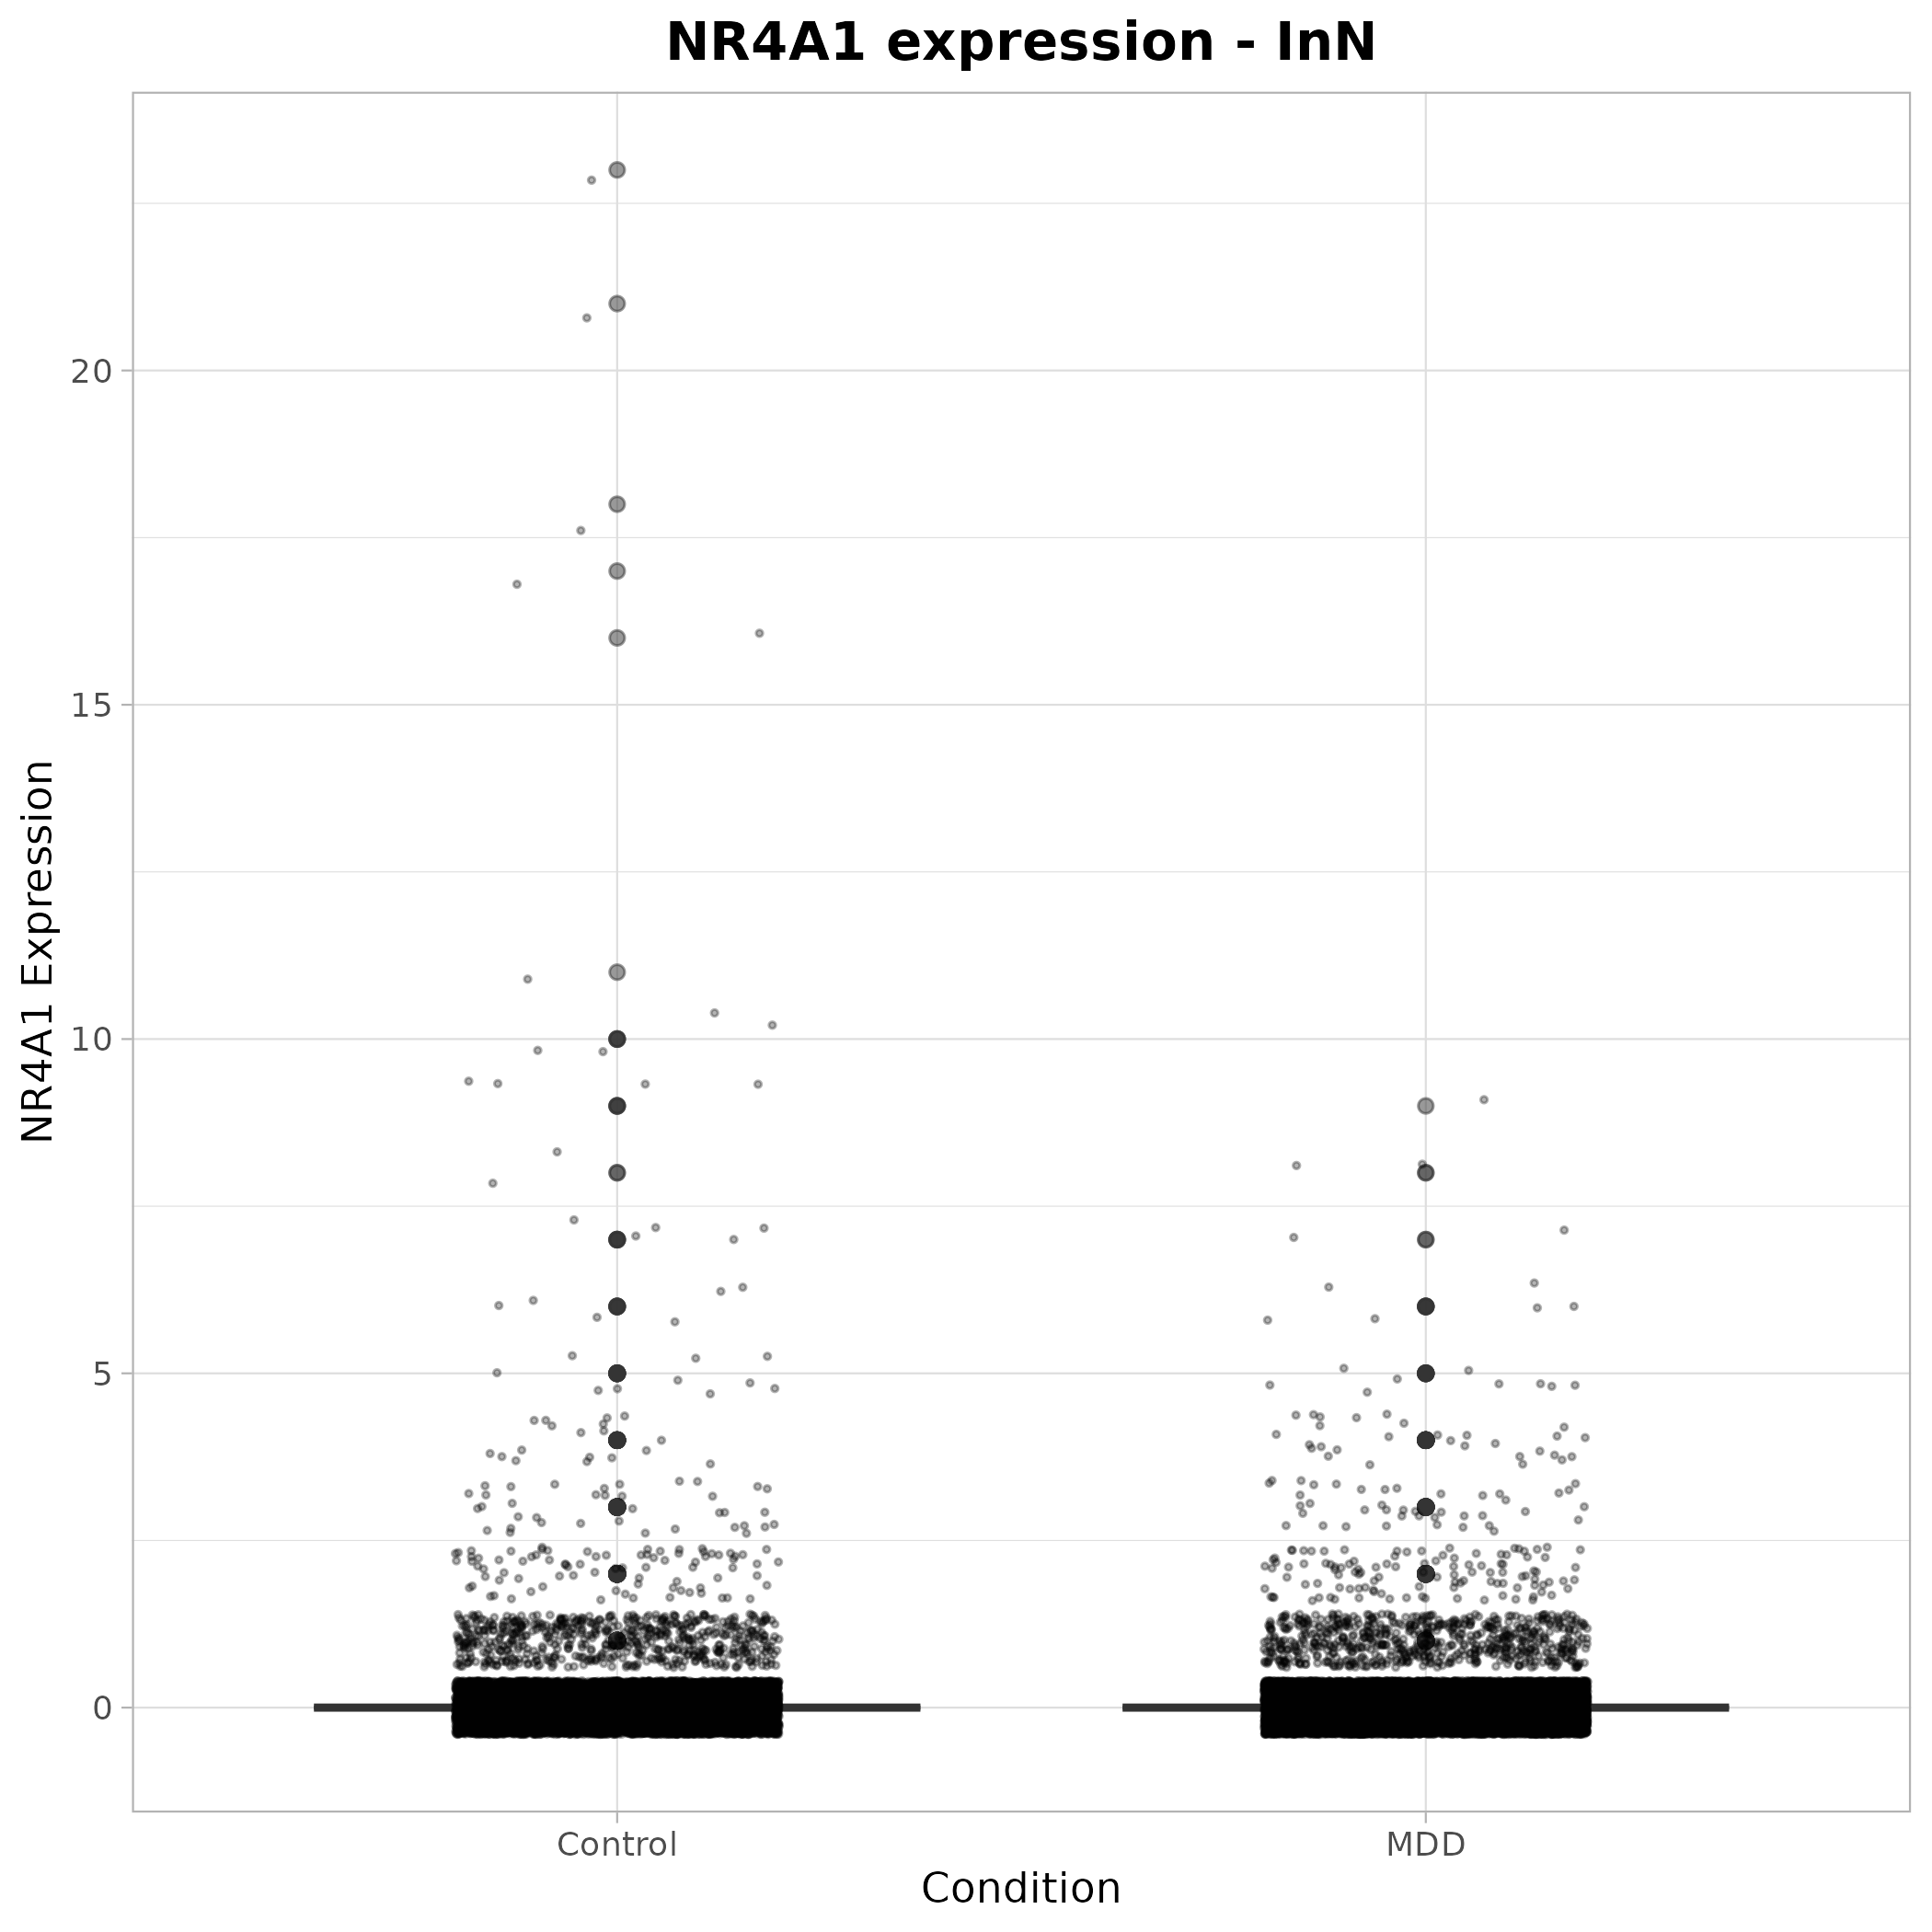 NR4A1 expression - InN
NR4A1 Expression
20
15
10
5
0
Control
MDD
Condition